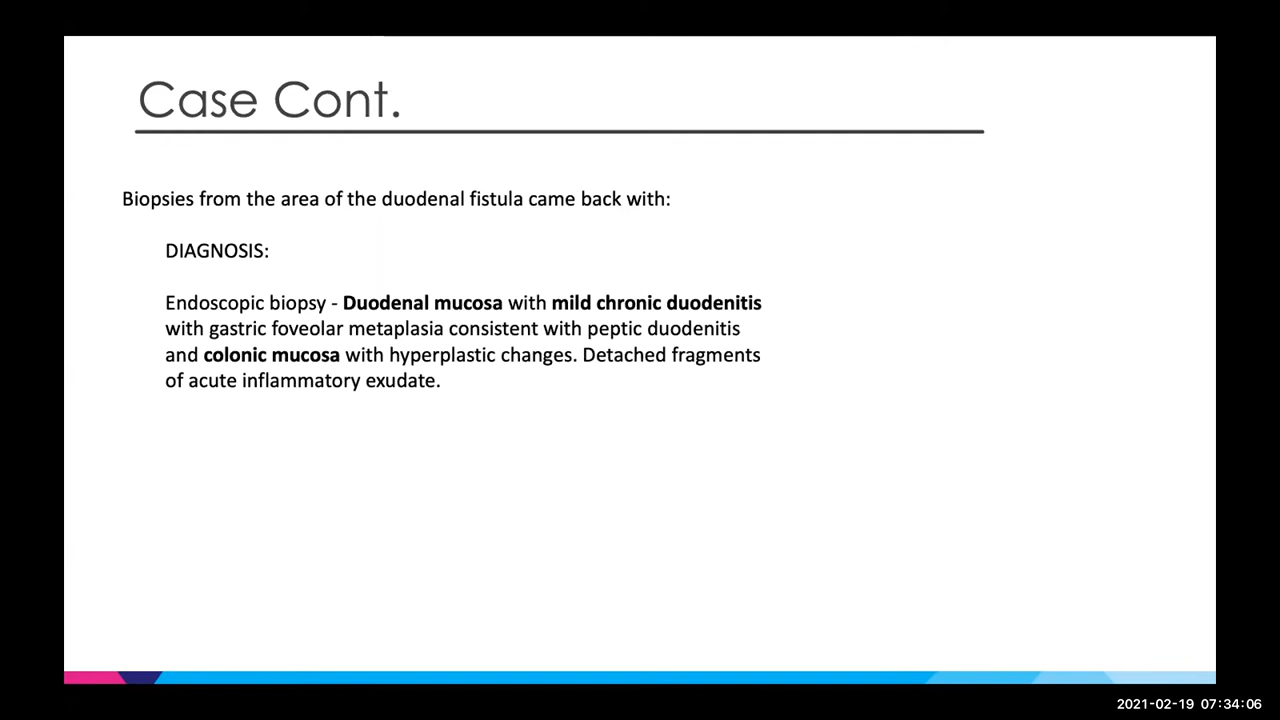 Case Cont.
Biopsies from the area of the duodenal fistula came back with:
DIAGNOSIS:
Endoscopic biopsy - Duodenal mucosa with mild chronic duodenitis
with gastric foveolar metaplasia consistent with peptic duodenitis
and colonic mucosa with hyperplastic changes. Detached fragments
of acute inflammatory exudate.
2021-02-19 07:34:06